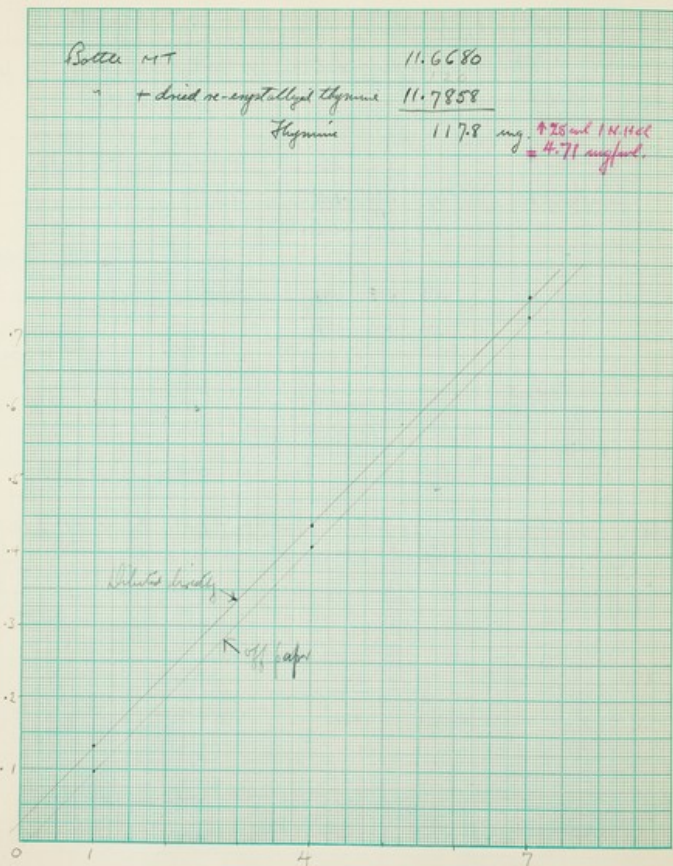 Bottle MT 11.6680
" + dried re-crystallized thymine 11.7858
Thymine 117.8 mg. ↑ 25 ml 1 N.HCl
= 4.71 mg/ml.
.7
.6
.5
.4
Diluted directly
.3
off paper
.2
.1
0 1 4 7